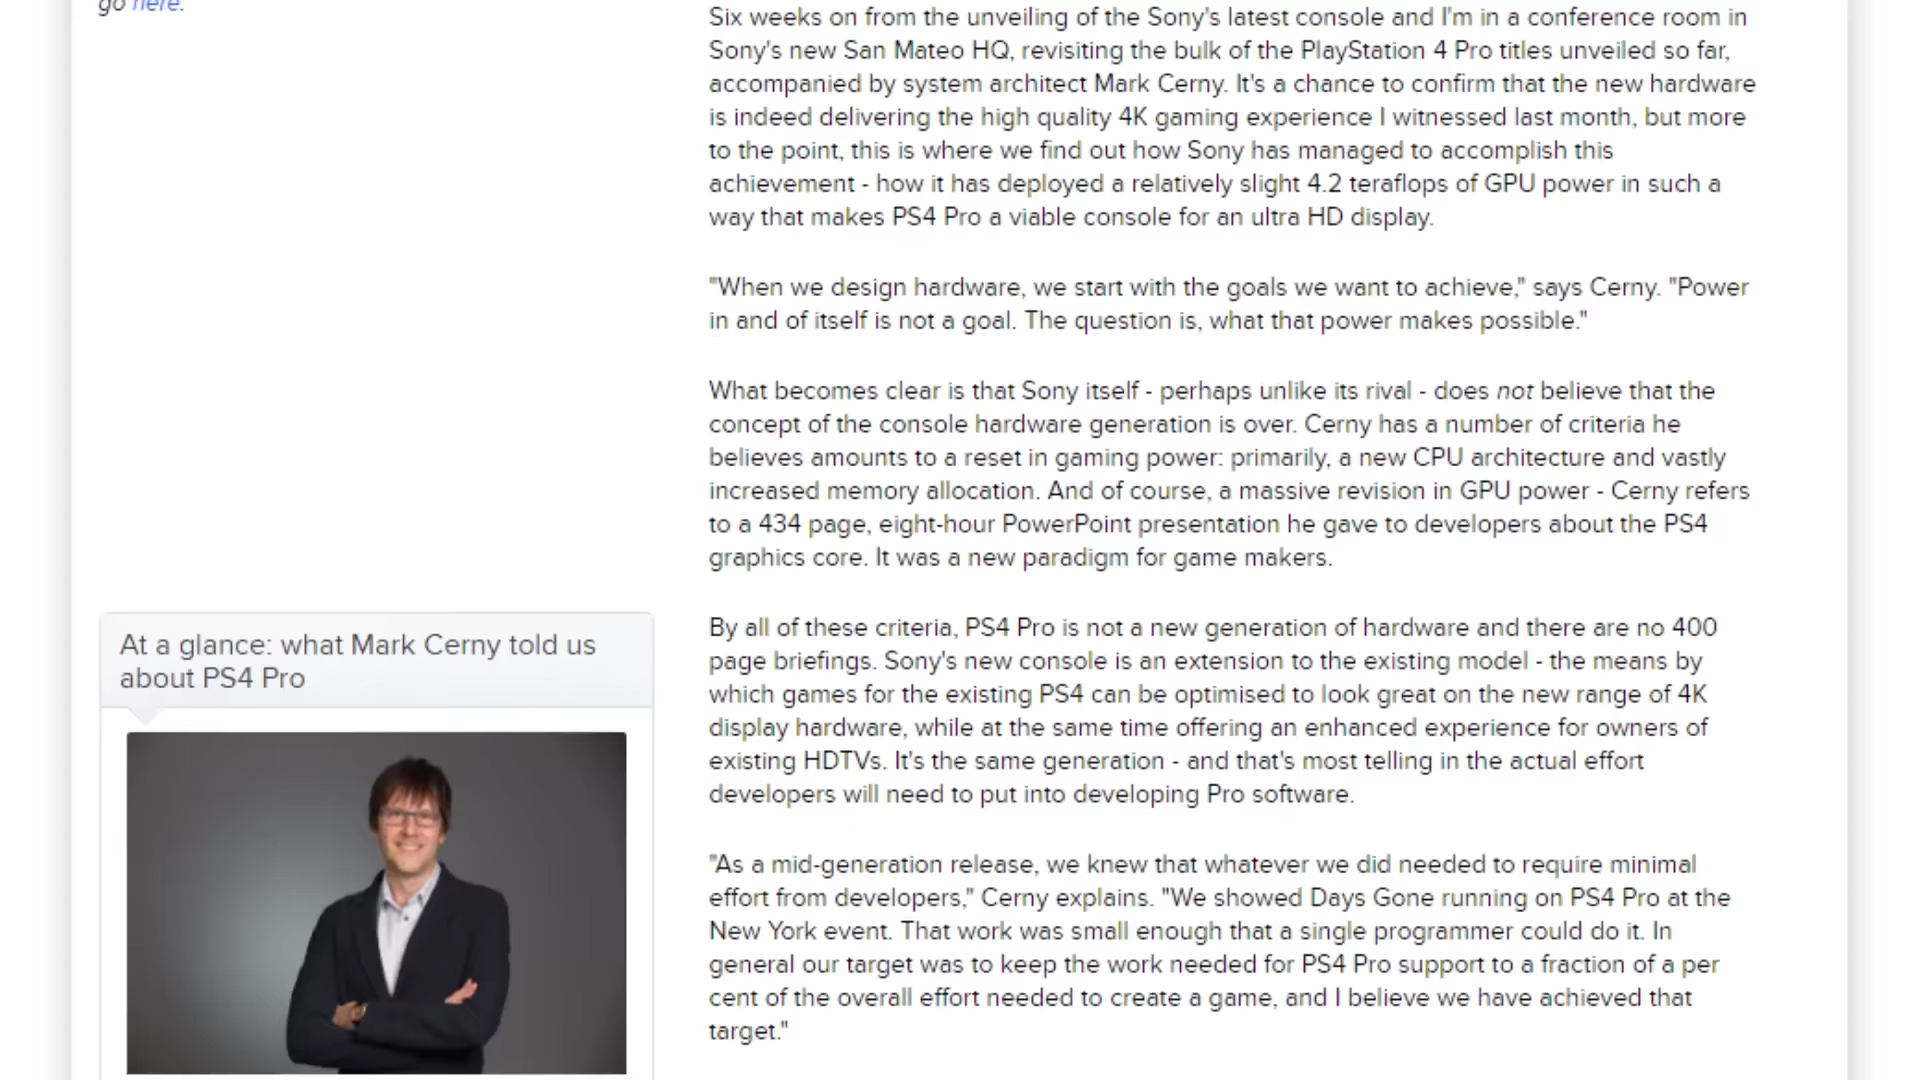 go here.
Six weeks on from the unveiling of the Sony's latest console and I'm in a conference room in
Sony's new San Mateo HQ, revisiting the bulk of the PlayStation 4 Pro titles unveiled so far,
accompanied by system architect Mark Cerny. It's a chance to confirm that the new hardware
is indeed delivering the high quality 4K gaming experience I witnessed last month, but more
to the point, this is where we find out how Sony has managed to accomplish this
achievement - how it has deployed a relatively slight 4.2 teraflops of GPU power in such a
way that makes PS4 Pro a viable console for an ultra HD display.
"When we design hardware, we start with the goals we want to achieve," says Cerny. "Power
in and of itself is not a goal. The question is, what that power makes possible."
What becomes clear is that Sony itself - perhaps unlike its rival - does not believe that the
concept of the console hardware generation is over. Cerny has a number of criteria he
believes amounts to a reset in gaming power: primarily, a new CPU architecture and vastly
increased memory allocation. And of course, a massive revision in GPU power - Cerny refers
to a 434 page, eight-hour PowerPoint presentation he gave to developers about the PS4
graphics core. It was a new paradigm for game makers.
By all of these criteria, PS4 Pro is not a new generation of hardware and there are no 400
page briefings. Sony's new console is an extension to the existing model - the means by
which games for the existing PS4 can be optimised to look great on the new range of 4K
display hardware, while at the same time offering an enhanced experience for owners of
existing HDTVs. It's the same generation - and that's most telling in the actual effort
developers will need to put into developing Pro software.
"As a mid-generation release, we knew that whatever we did needed to require minimal
effort from developers," Cerny explains. "We showed Days Gone running on PS4 Pro at the
New York event. That work was small enough that a single programmer could do it. In
general our target was to keep the work needed for PS4 Pro support to a fraction of a per
cent of the overall effort needed to create a game, and I believe we have achieved that
target."
At a glance: what Mark Cerny told us
about PS4 Pro